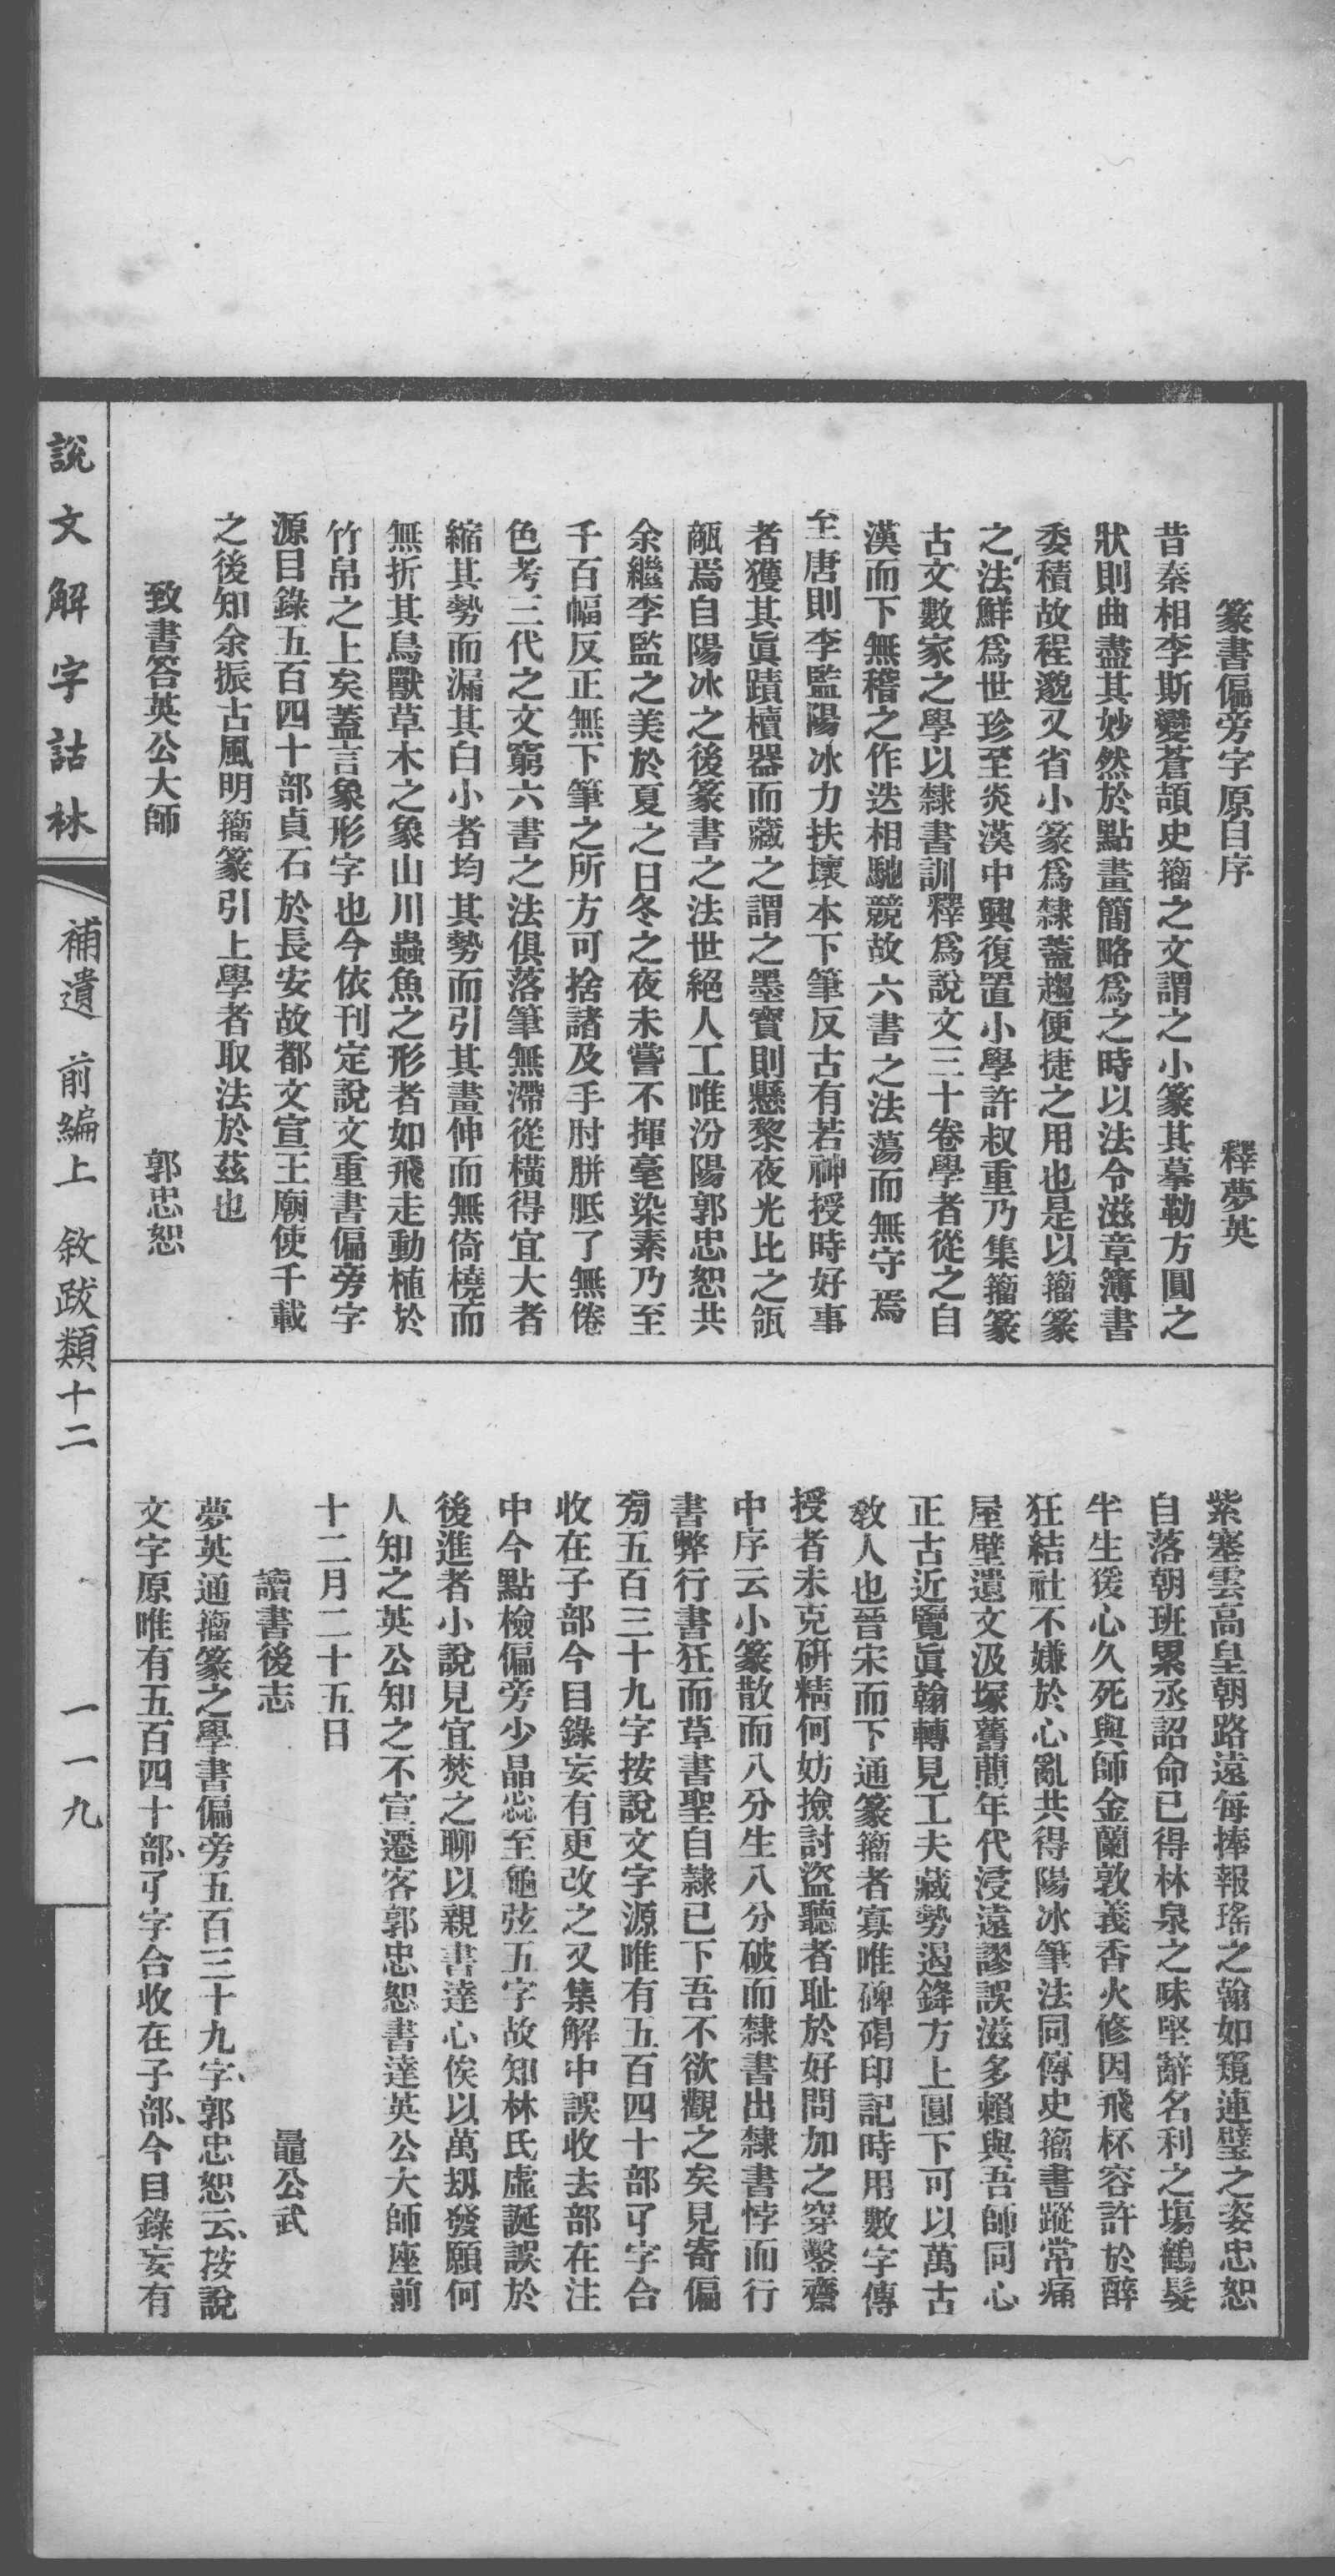 篆書偏旁字原自序　釋夢英
昔秦相李斯變蒼頡史籀之文謂之小篆其摹勒方圓之
狀則曲盡其妙然於點畫簡略爲之時以法令滋章簿書
委積故程邈又省小篆爲隸蓋趨便捷之用也是以籀篆
之法鮮爲世珍至炎漢中興復置小學許叔重乃集籀篆
古文數家之學以隸書訓釋爲說文三十卷學者從之自
漢而下無稽之作迭相馳競故六書之法蕩而無守焉
至唐則李監陽冰力扶壞本下筆反古有若神授時好事
者獲其眞蹟櫝器而藏之謂之墨寶則懸黎夜光比之瓴
甋焉自陽冰之後篆書之法世絕人工唯汾陽郭忠恕共
余繼李監之美於夏之日冬之夜未嘗不揮毫染素乃至
千百幅反正無下筆之所方可捨諸及手肘胼胝了無倦
色考三代之文窮六書之法俱落筆無滯從橫得宜大者
縮其勢而漏其白小者均其勢而引其畫伸而無倚橈而
無折其鳥獸草木之象山川蟲魚之形者如飛走動植於
竹帛之上矣蓋言象形字也今依刊定說文重書偏旁字
源目錄五百四十部貞石於長安故都文宣王廟使千載
之後知余振古風明籀篆引上學者取法於茲也
致書答英公大師　郭忠恕
紫塞雲高皇朝路遠每捧報瑤之翰如窺連璧之姿忠恕
自落朝班累丞詔命已得林泉之味堅辭名利之塲鶴髮
半生猨心久死與師金蘭敦義香火修因飛杯容許於醉
狂結社不嫌於心亂共得陽冰筆法同傳史籀書蹤常痛
屋壁遺文汲塚舊蕳年代浸遠謬誤滋多賴與吾師同心
正古近覽眞翰轉見工夫藏勢遏鋒方上圓下可以萬古
教人也晉宋而下通篆籀者寡唯碑碣印記時用數字傳
授者未克硏精何妨撿討盜聽者耻於好問加之穿鑿齋
中序云小篆散而八分生八分破而隸書出隸書悖而行
書弊行書狂而草書聖自隷已下吾不欲觀之矣見寄偏
旁五百三十九字按說文字源唯有五百四十部孑字合
收在子部今目錄妄有更改之又集解中誤收去部在注
中今點檢偏旁少晶惢至龜弦五字故知林氏虛誕誤於
後進者小說見宜焚之聊以親書達心俟以萬刼發願何
人知之英公知之不宣遷客郭忠恕書達英公大師座前
十二月二十五日
讀書後志　鼂公武
夢英通籀篆之學書偏旁五百三十九字、郭忠恕云、按說
文字原唯有五百四十部、孑字合收在子部、今目錄妄有
說文解字詁林
補遺　前編上　敘跋類十二
一一九